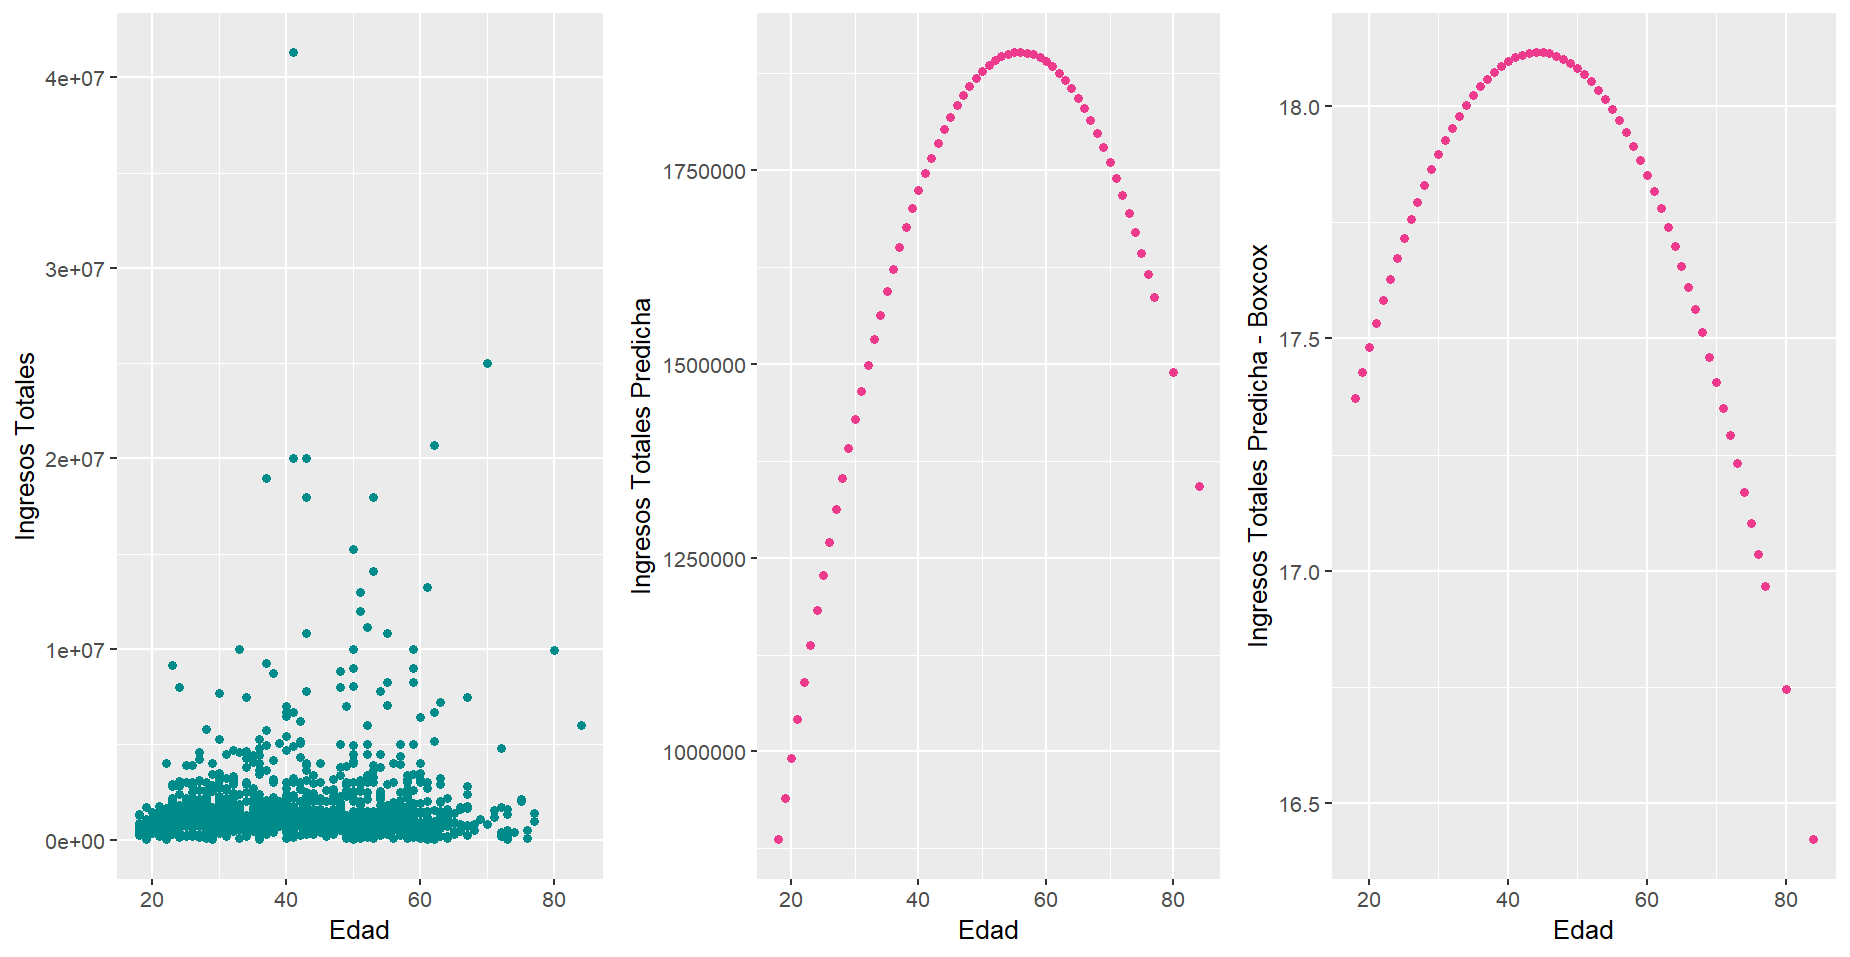 Ingresos Totales
4e+07
3e+07
2e+07
1e+07
0e+00
20 40 60 80
Edad
Ingresos Totales Predicha
1750000
1500000
1250000
1000000
20 40 60 80
Edad
Ingresos Totales Predicha - Boxcox
18.0
17.5
17.0
16.5
20 40 60 80
Edad